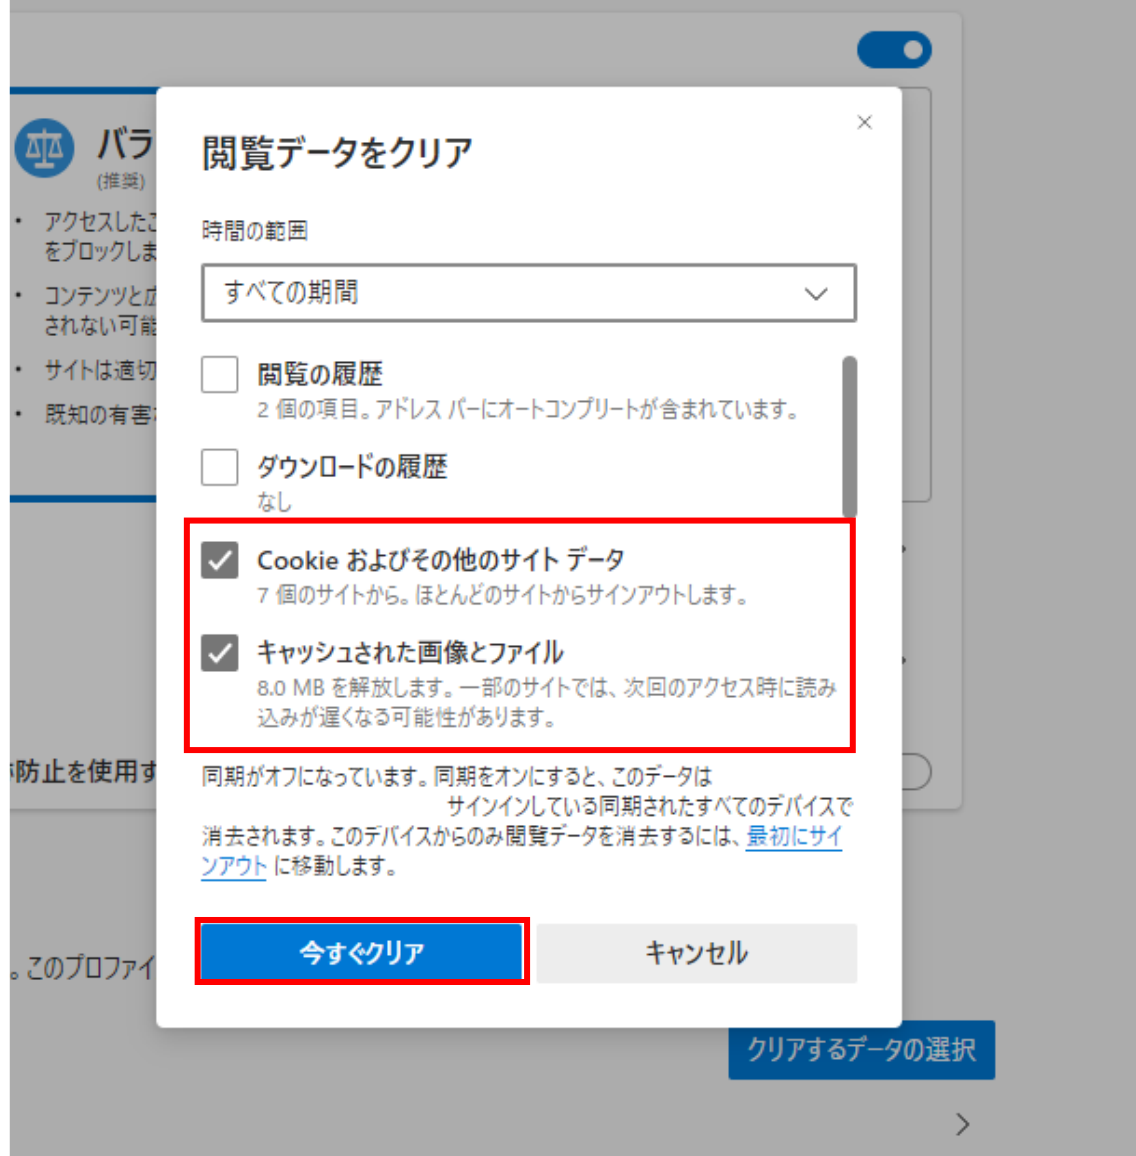 バラ
(推奨)
・ アクセスしたこ
をブロックしま
・ コンテンツと広
されない可能
・ サイトは適切
・ 既知の有害な
閲覧データをクリア
時間の範囲
すべての期間
閲覧の履歴
2 個の項目。アドレス バーにオートコンプリートが含まれています。
ダウンロードの履歴
なし
Cookie およびその他のサイト データ
7 個のサイトから。ほとんどのサイトからサインアウトします。
キャッシュされた画像とファイル
8.0 MB を解放します。一部のサイトでは、次回のアクセス時に読み
込みが遅くなる可能性があります。
同期がオフになっています。同期をオンにすると、このデータは
サインインしている同期されたすべてのデバイスで
消去されます。このデバイスからのみ閲覧データを消去するには、最初にサイ
ンアウト に移動します。
今すぐクリア
キャンセル
防止を使用す
。このプロファイ
クリアするデータの選択